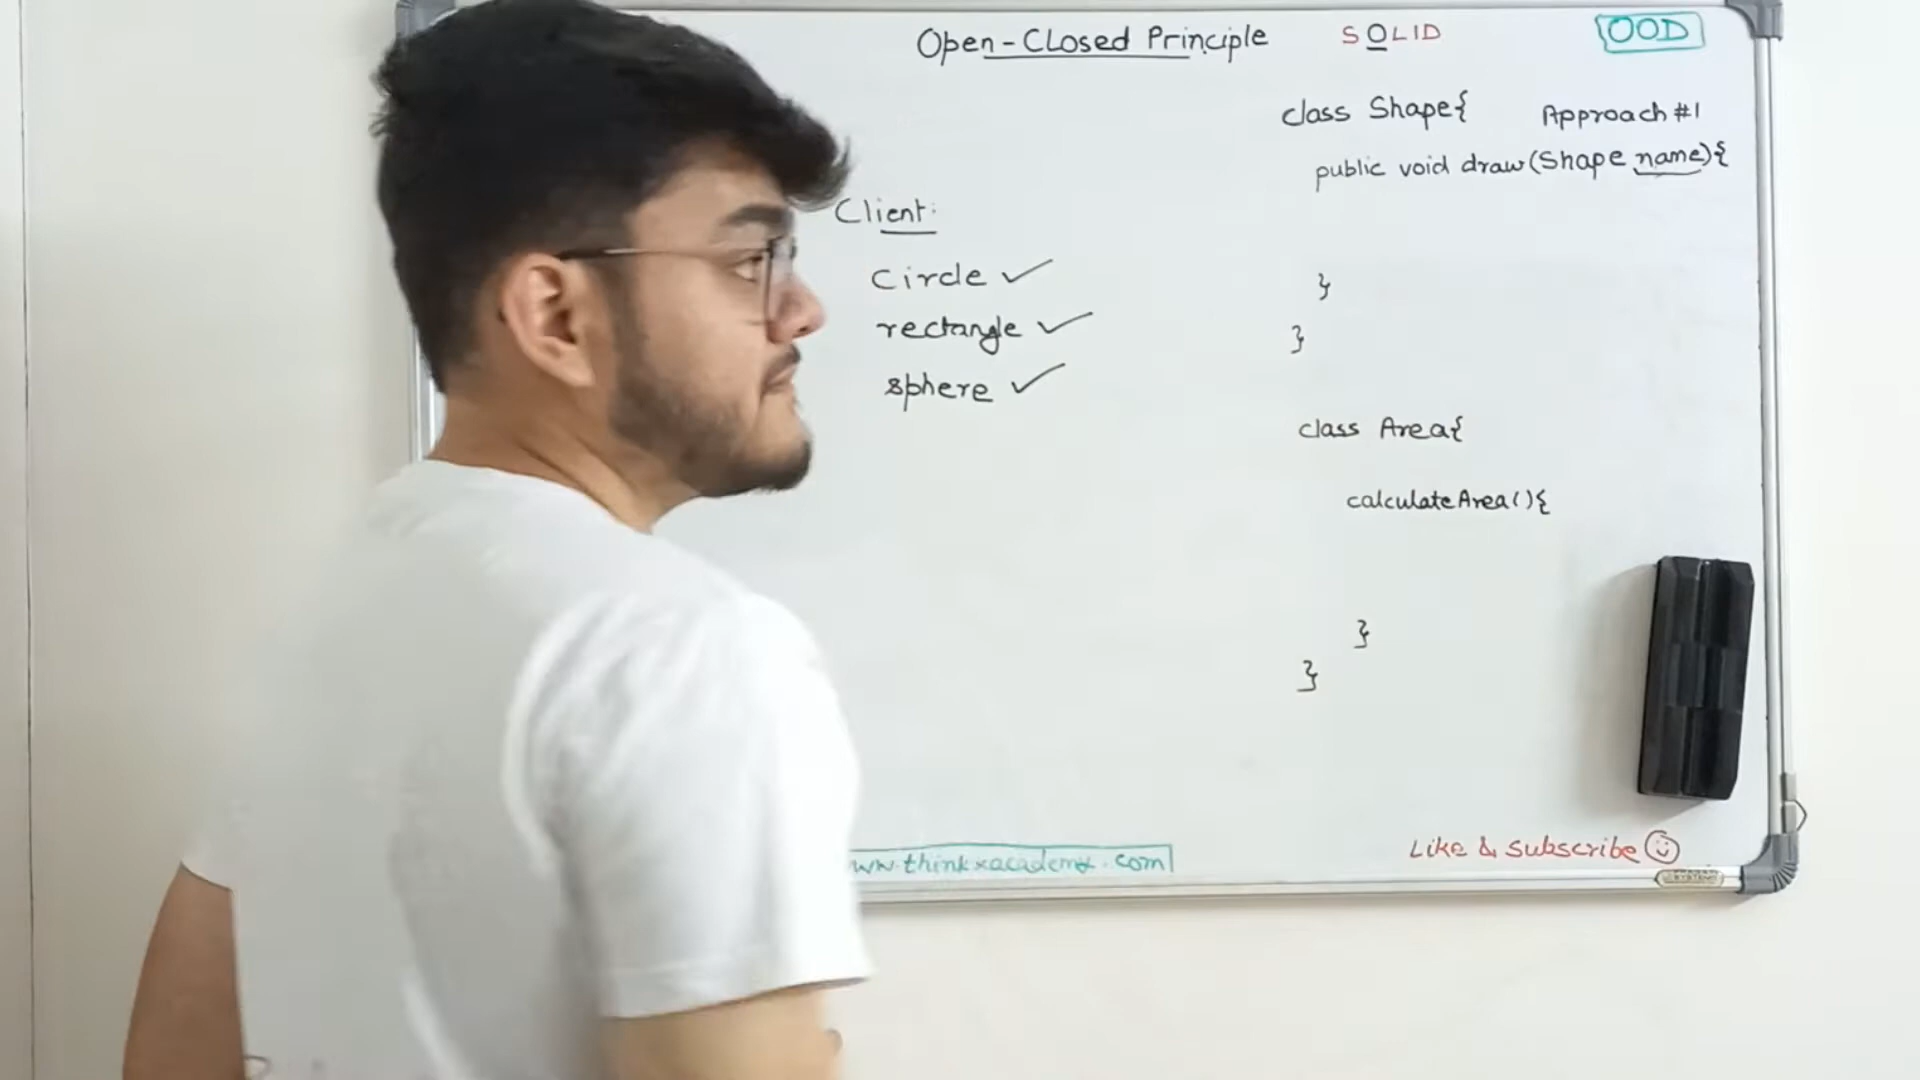 Open-Closed Principle
SOLID
OOD
Client:
circle ✓
rectangle ✓
sphere ✓
class Shape{
Approach #1
public void draw(Shape name){
}
}
class Area{
calculateArea(){
}
}
ww.thinkxacademy.com
Like & Subscribe